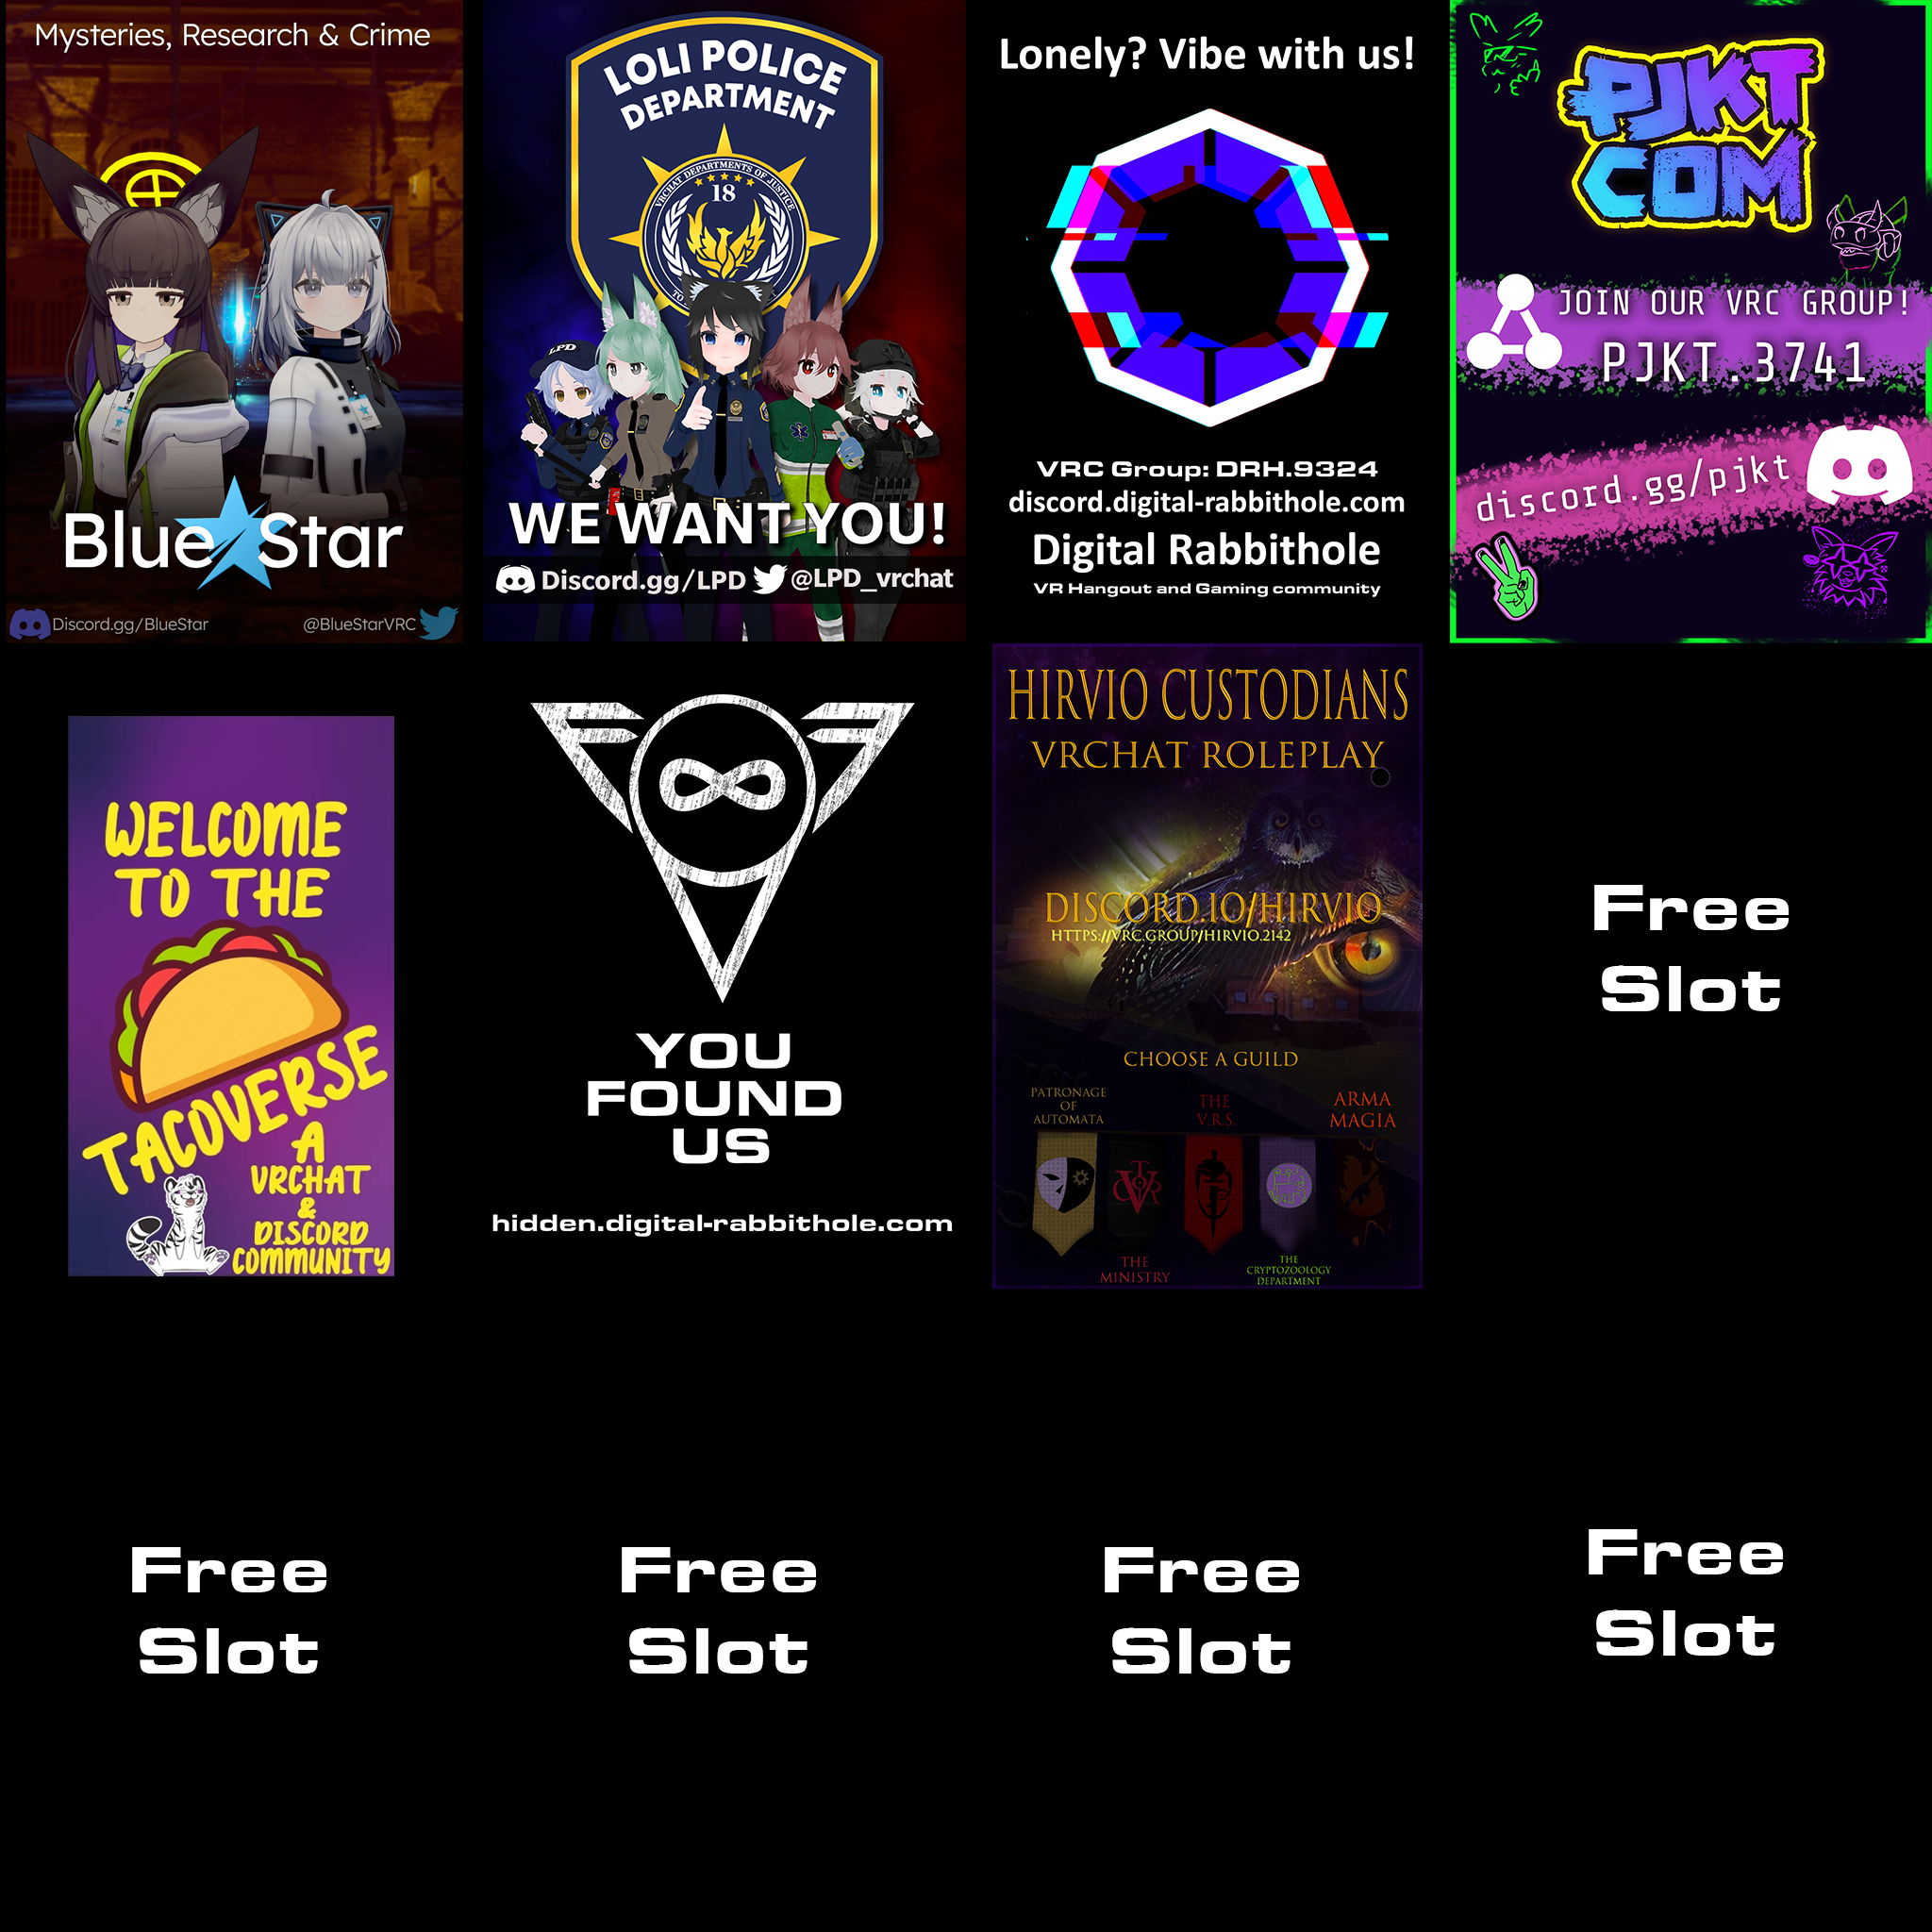 Mysteries, Research & Crime
Blue Star
Discord.gg/BlueStar
@BlueStarVRC
LOLI POLICE
DEPARTMENT
VRCHAT DEPARTMENTS OF JUSTICE
18
LPD
WE WANT YOU!
Discord.gg/LPD @LPD_vrchat
Lonely? Vibe with us!
VRC Group: DRH.9324
discord.digital-rabbithole.com
Digital Rabbithole
VR Hangout and Gaming community
PJKT
COM
JOIN OUR VRC GROUP!
PJKT.3741
discord.gg/pjkt
WELCOME
TO THE
TACOVERSE
A
VRCHAT
&
DISCORD
COMMUNITY
YOU
FOUND
US
hidden.digital-rabbithole.com
HIRVIO CUSTODIANS
VRCHAT ROLEPLAY
DISCORD.IO/HIRVIO
HTTPS://VRC.GROUP/HIRVIO.2142
CHOOSE A GUILD
PATRONAGE
OF
AUTOMATA
THE
V.R.S.
ARMA
MAGIA
THE
MINISTRY
THE
CRYPTOZOOLOGY
DEPARTMENT
Free
Slot
Free
Slot
Free
Slot
Free
Slot
Free
Slot